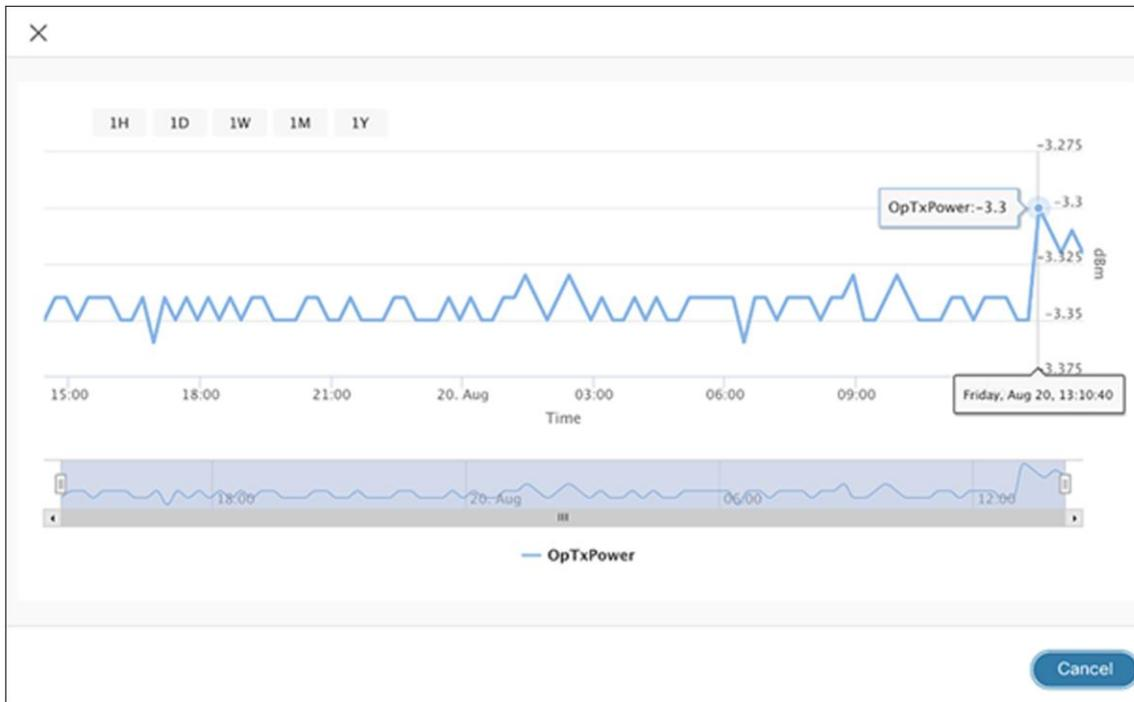 1H 1D 1W 1M 1Y
-3.275
OpTxPower:-3.3
-3.3
-3.325
dBm
-3.35
-3.375
15:00 18:00 21:00 20. Aug 03:00 06:00 09:00
Friday, Aug 20, 13:10:40
Time
18:00 20. Aug 06:00 12:00
OpTxPower
Cancel